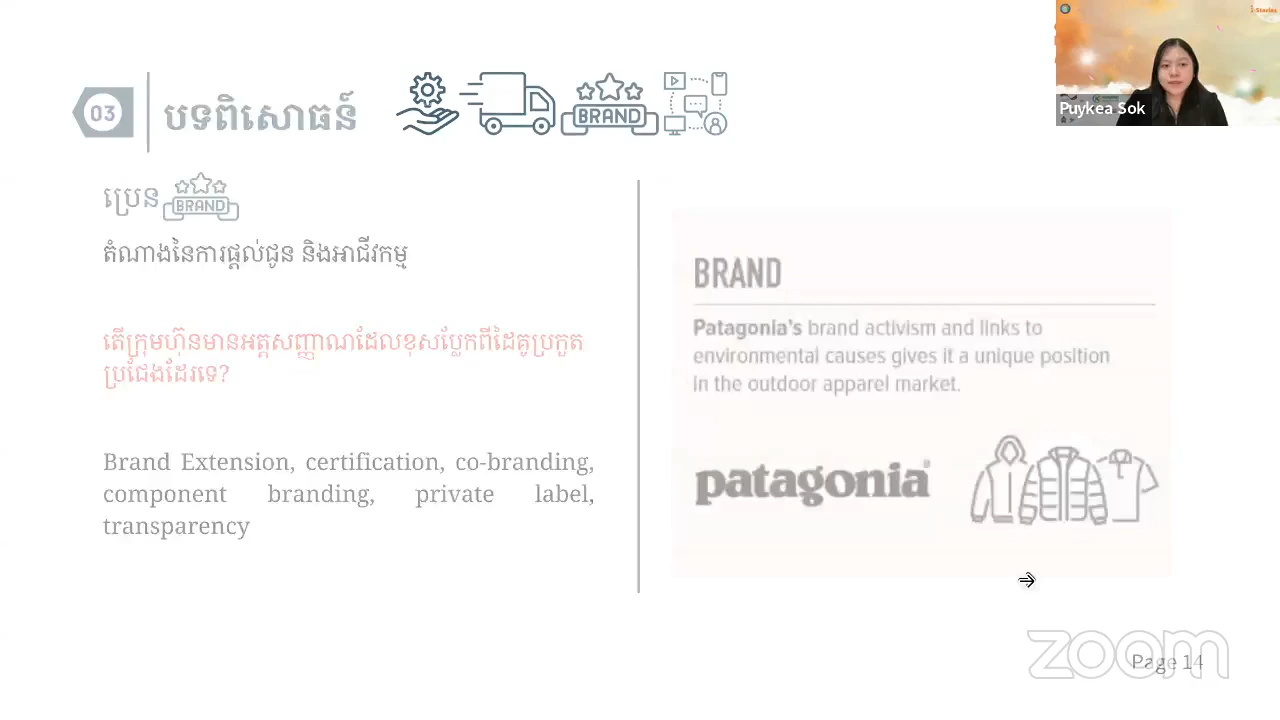 03
បទពិសោធន៍
BRAND
Puykea Sok
ប្រេន
BRAND
តំណាងនៃការផ្តល់ជូន និងអាជីវកម្ម
តើក្រុមហ៊ុនមានអត្តសញ្ញាណដែលខុសប្លែកពីដៃគូប្រកួត
ប្រជែងដែរទេ?
Brand Extension, certification, co-branding,
component branding, private label,
transparency
BRAND
Patagonia's brand activism and links to
environmental causes gives it a unique position
in the outdoor apparel market.
patagonia
zoom
Page 14